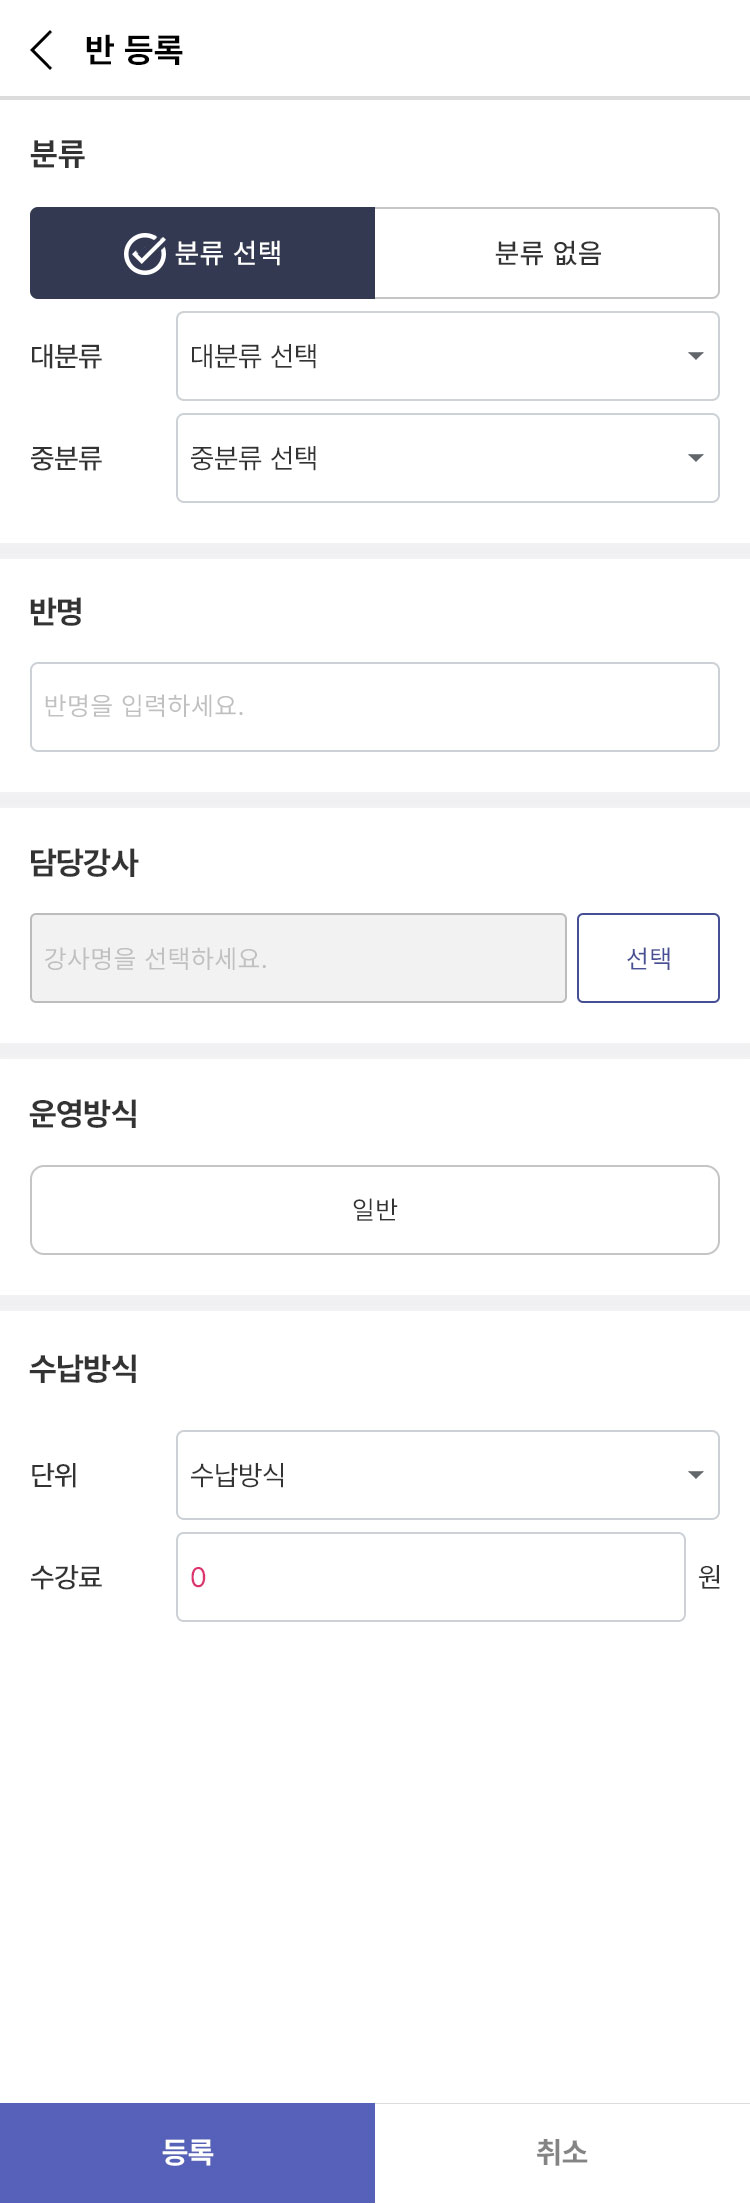 반 등록
분류
분류 선택 분류 없음
대분류 대분류 선택
중분류 중분류 선택
반명
반명을 입력하세요.
담당강사
강사명을 선택하세요. 선택
운영방식
일반
수납방식
단위 수납방식
수강료 0 원
등록 취소